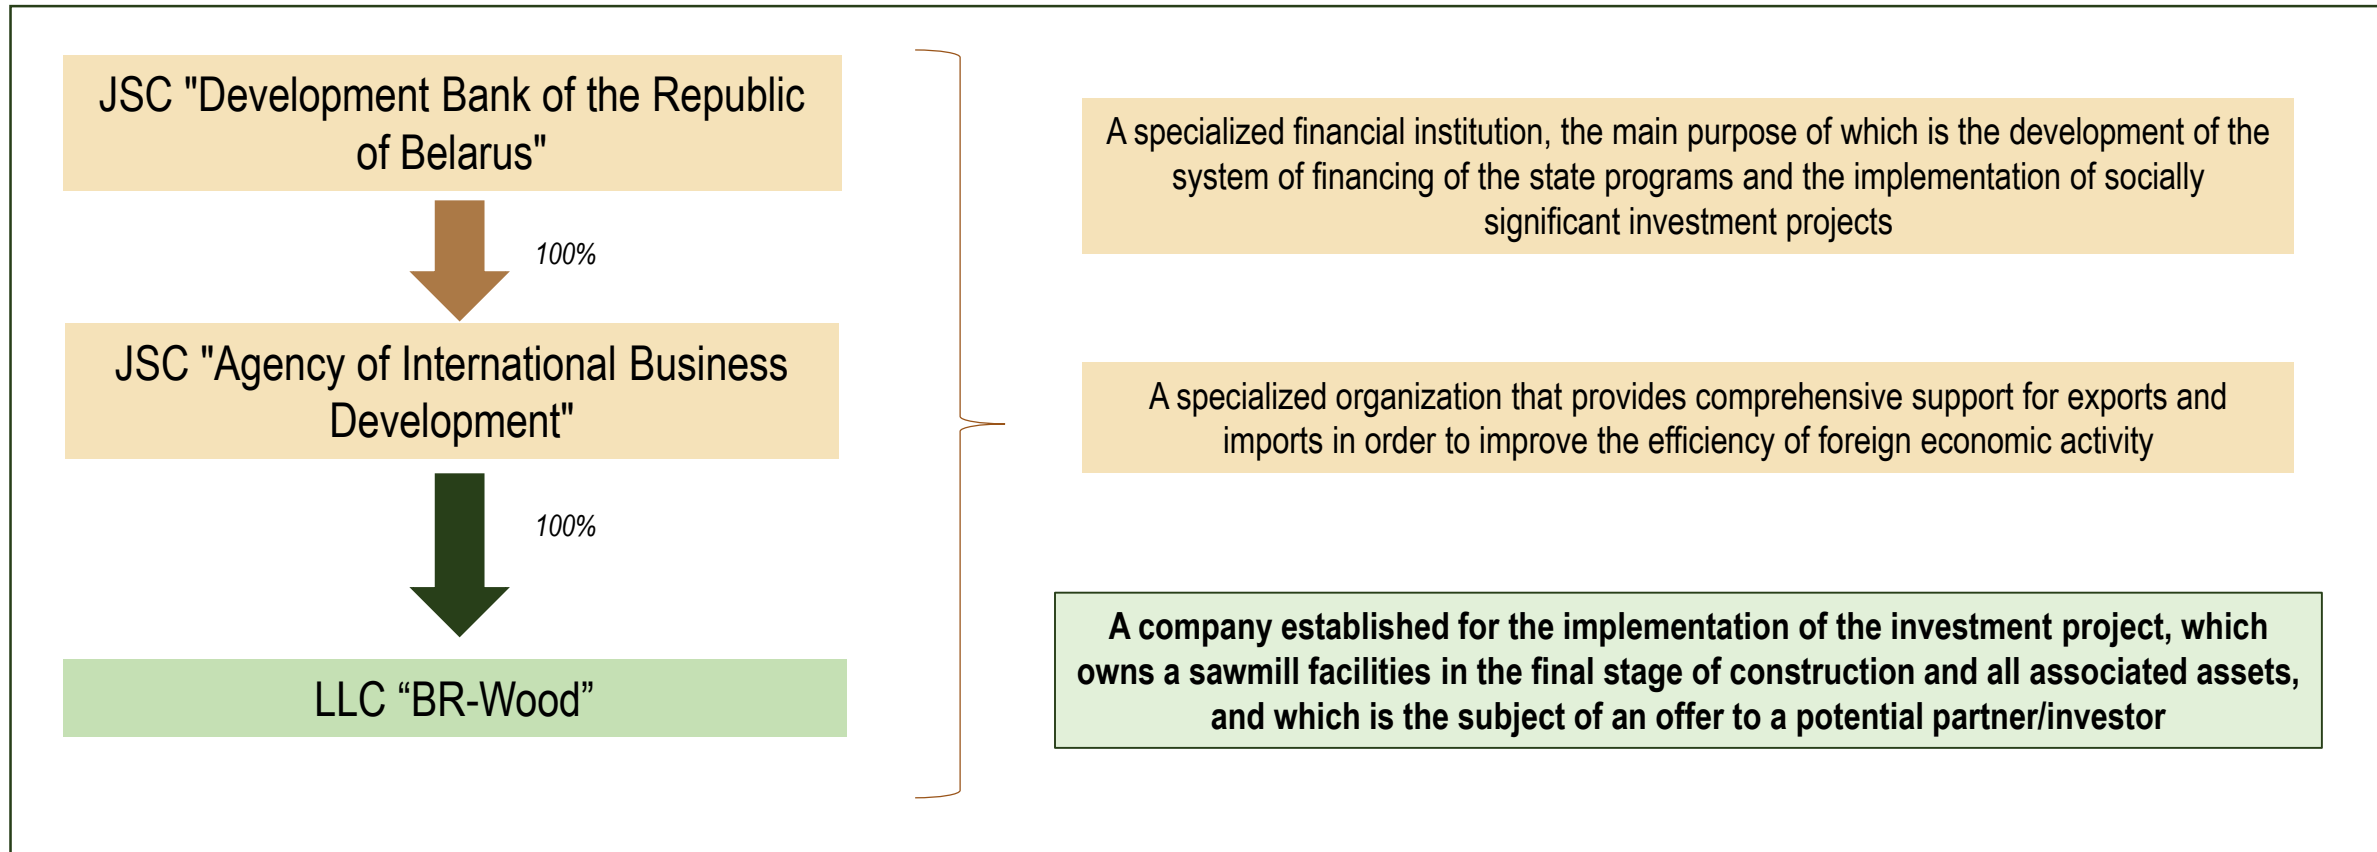 JSC "Development Bank of the Republic
of Belarus"
100%
JSC "Agency of International Business
Development"
100%
LLC “BR-Wood”
A specialized financial institution, the main purpose of which is the development of the
system of financing of the state programs and the implementation of socially
significant investment projects
A specialized organization that provides comprehensive support for exports and
imports in order to improve the efficiency of foreign economic activity
A company established for the implementation of the investment project, which
owns a sawmill facilities in the final stage of construction and all associated assets,
and which is the subject of an offer to a potential partner/investor